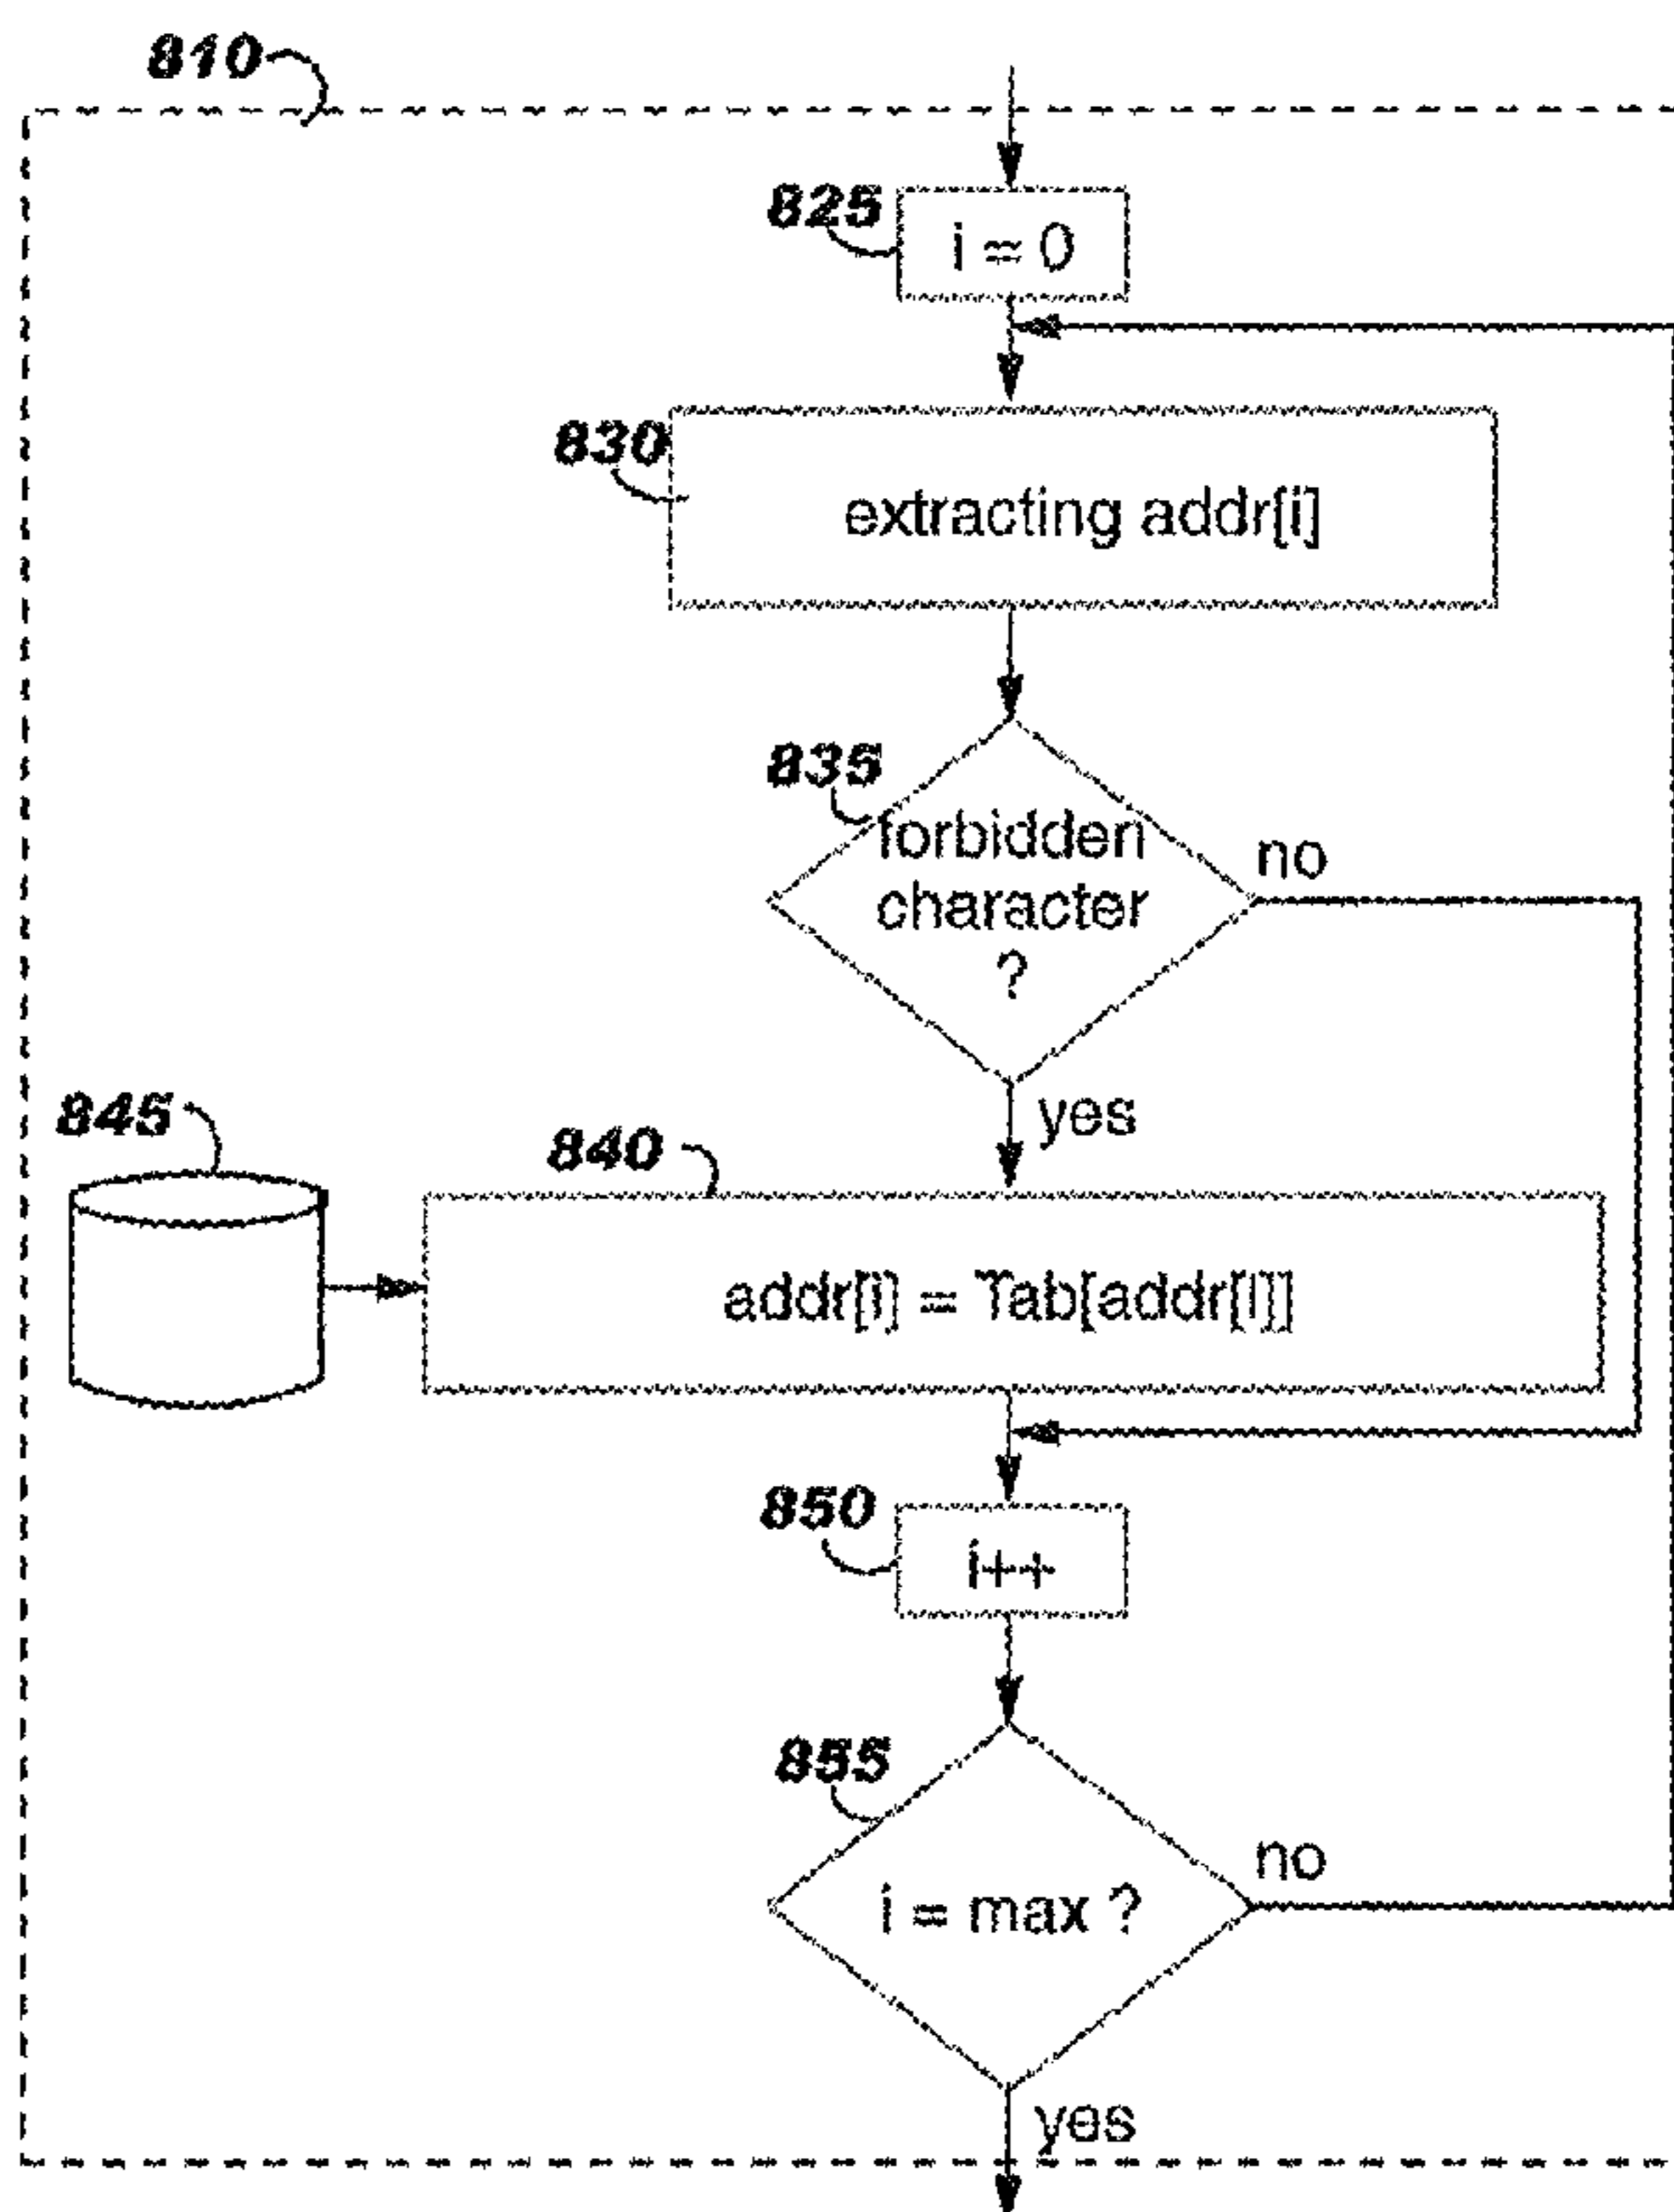 810
825
i = 0
830
extracting addr[i]
835
forbidden
character
?
no
yes
845
840
addr[i] = Tab[addr[i]]
850
i++
855
i = max ?
no
yes